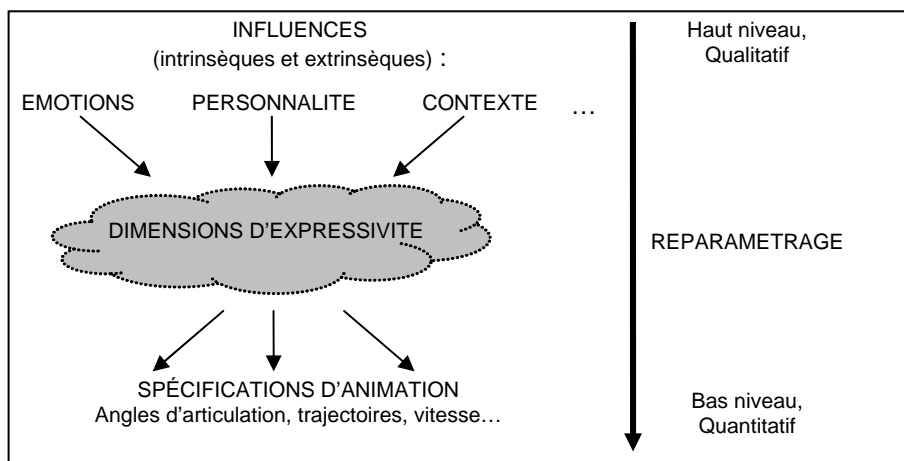 INFLUENCES
(intrinsèques et extrinsèques) :
EMOTIONS PERSONNALITE CONTEXTE …
DIMENSIONS D’EXPRESSIVITE
SPÉCIFICATIONS D’ANIMATION
Angles d’articulation, trajectoires, vitesse…
Haut niveau,
Qualitatif
REPARAMETRAGE
Bas niveau,
Quantitatif